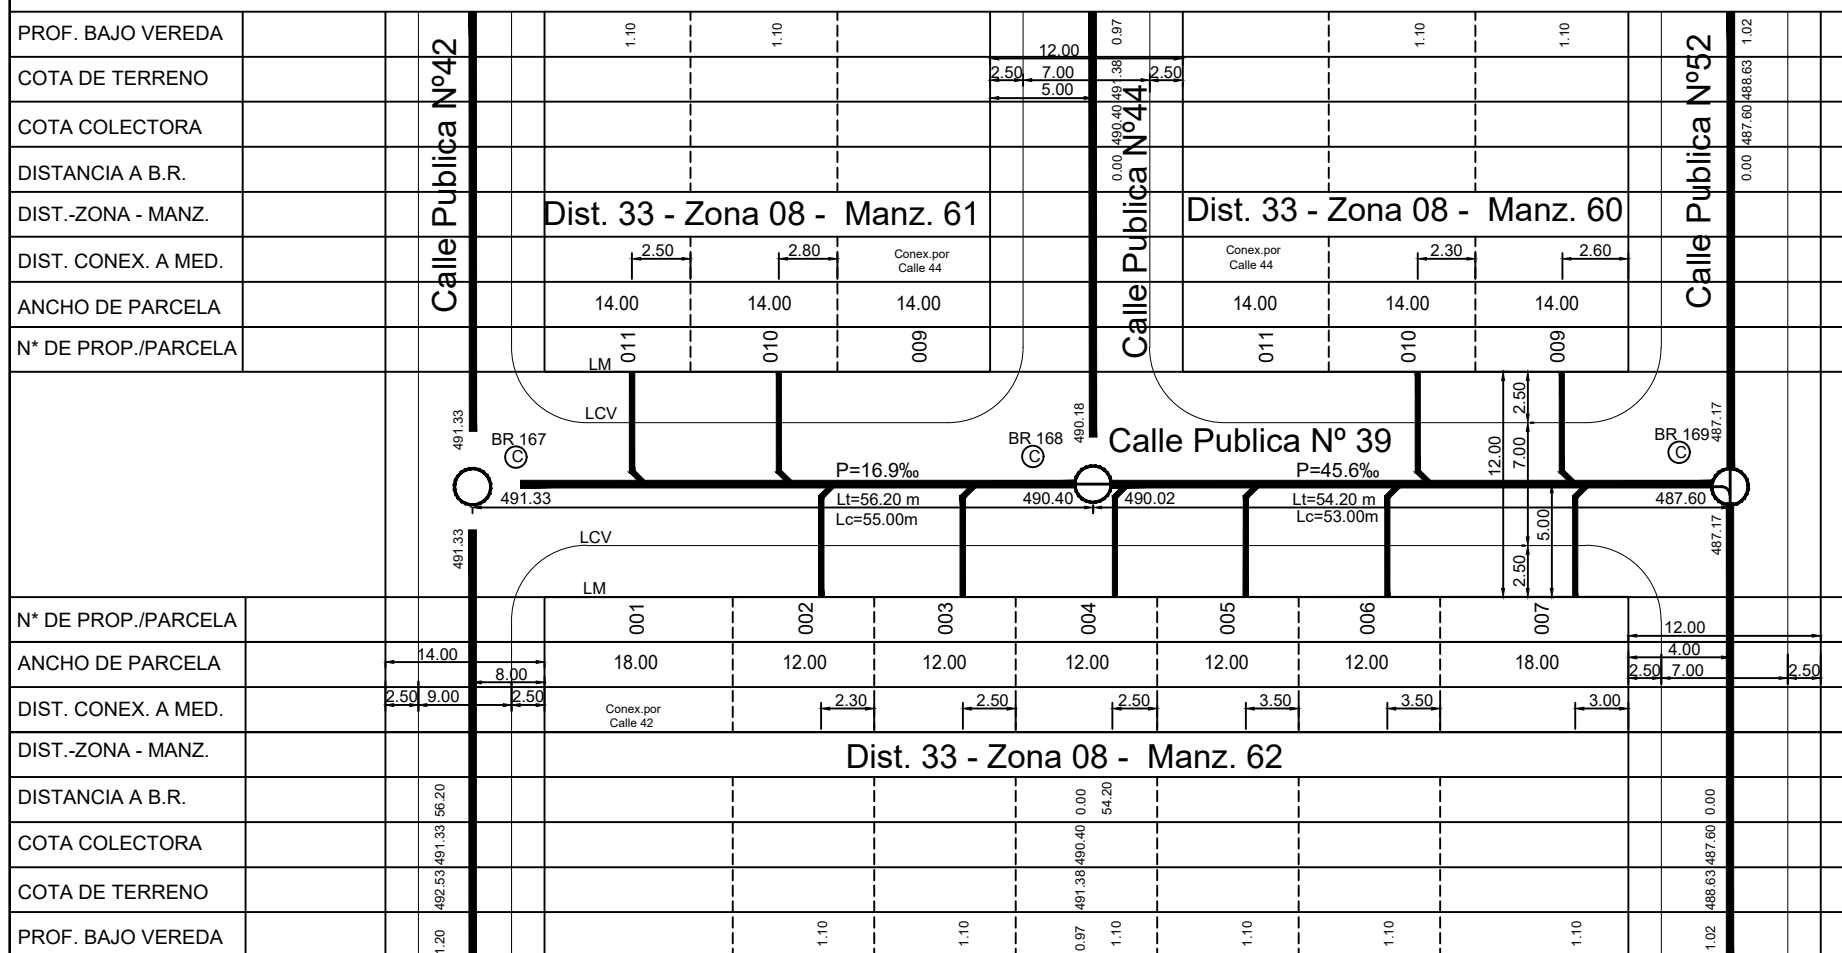 PROF. BAJO VEREDA
1.10
1.10
0.97
1.10
1.10
1.02
12.00
COTA DE TERRENO
2.50
7.00
2.50
491.38
488.63
5.00
COTA COLECTORA
490.40
487.60
DISTANCIA A B.R.
0.00
0.00
Calle Publica Nº42
Calle Publica Nº44
Calle Publica Nº52
DIST.-ZONA - MANZ.
Dist. 33 - Zona 08 - Manz. 61
Dist. 33 - Zona 08 - Manz. 60
DIST. CONEX. A MED.
2.50
2.80
Conex.por
Calle 44
Conex.por
Calle 44
2.30
2.60
ANCHO DE PARCELA
14.00
14.00
14.00
14.00
14.00
14.00
N* DE PROP./PARCELA
011
010
009
011
010
009
LM
LCV
491.33
BR 167
C
490.18
BR 168
C
Calle Publica Nº 39
2.50
12.00
7.00
487.17
BR 169
C
P=16.9‰
P=45.6‰
491.33
Lt=56.20 m
490.40
490.02
Lt=54.20 m
487.60
Lc=55.00m
Lc=53.00m
5.00
491.33
LCV
2.50
487.17
LM
N* DE PROP./PARCELA
001
002
003
004
005
006
007
12.00
ANCHO DE PARCELA
14.00
8.00
18.00
12.00
12.00
12.00
12.00
12.00
18.00
4.00
2.50
7.00
2.50
DIST. CONEX. A MED.
2.50
9.00
2.50
Conex.por
Calle 42
2.30
2.50
2.50
3.50
3.50
3.00
DIST.-ZONA - MANZ.
Dist. 33 - Zona 08 - Manz. 62
DISTANCIA A B.R.
56.20
0.00
54.20
0.00
COTA COLECTORA
491.33
490.40
487.60
COTA DE TERRENO
492.53
491.38
488.63
PROF. BAJO VEREDA
1.20
1.10
1.10
0.97
1.10
1.10
1.10
1.10
1.02